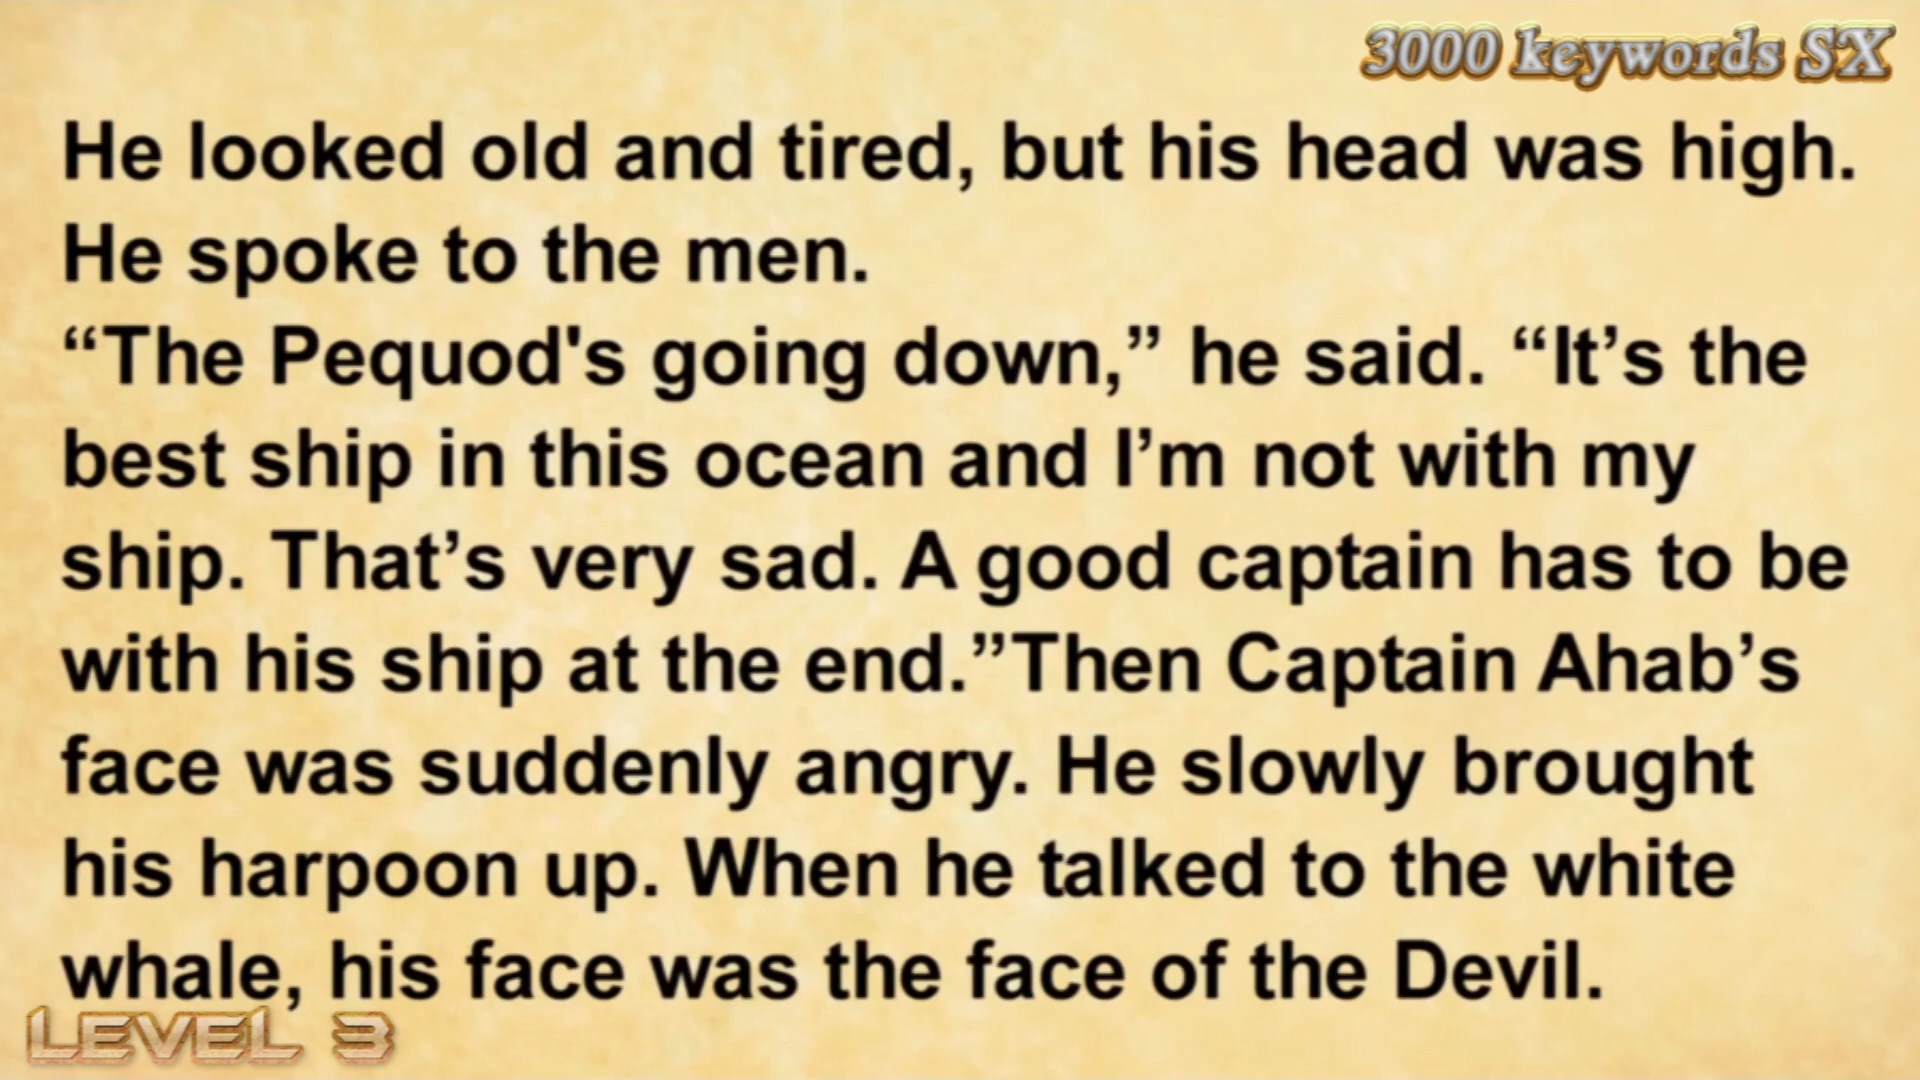 3000 keywords SX
He looked old and tired, but his head was high.
He spoke to the men.
“The Pequod's going down,” he said. “It’s the
best ship in this ocean and I’m not with my
ship. That’s very sad. A good captain has to be
with his ship at the end.”Then Captain Ahab’s
face was suddenly angry. He slowly brought
his harpoon up. When he talked to the white
whale, his face was the face of the Devil.
LEVEL 3